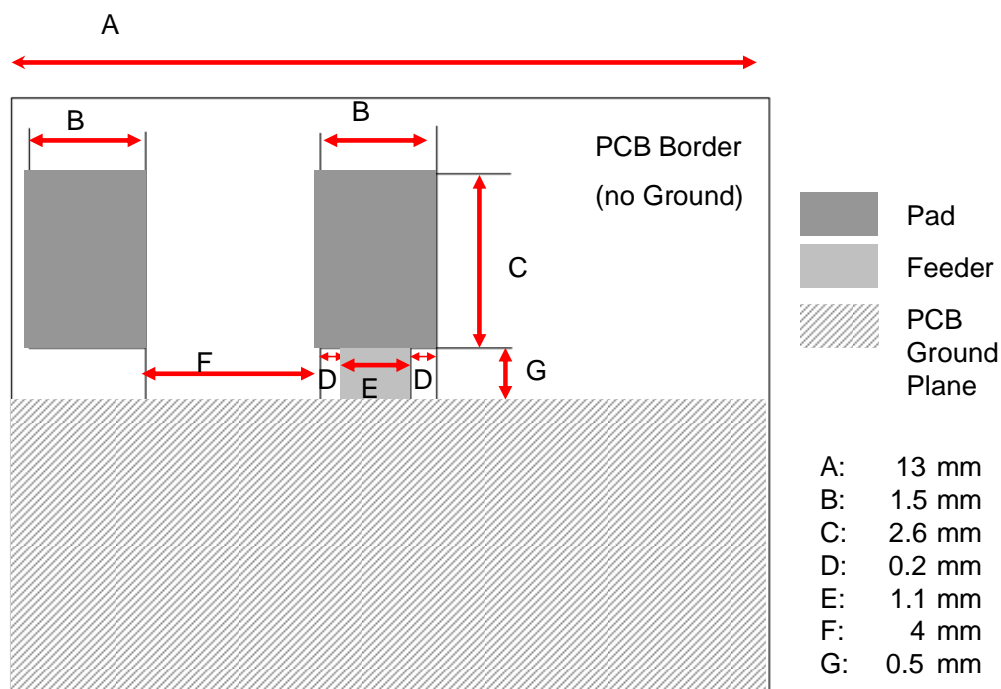 A
B
B
PCB Border
(no Ground)
C
F
D
E
D
G
Pad
Feeder
PCB
Ground
Plane
A: 13 mm
B: 1.5 mm
C: 2.6 mm
D: 0.2 mm
E: 1.1 mm
F: 4 mm
G: 0.5 mm